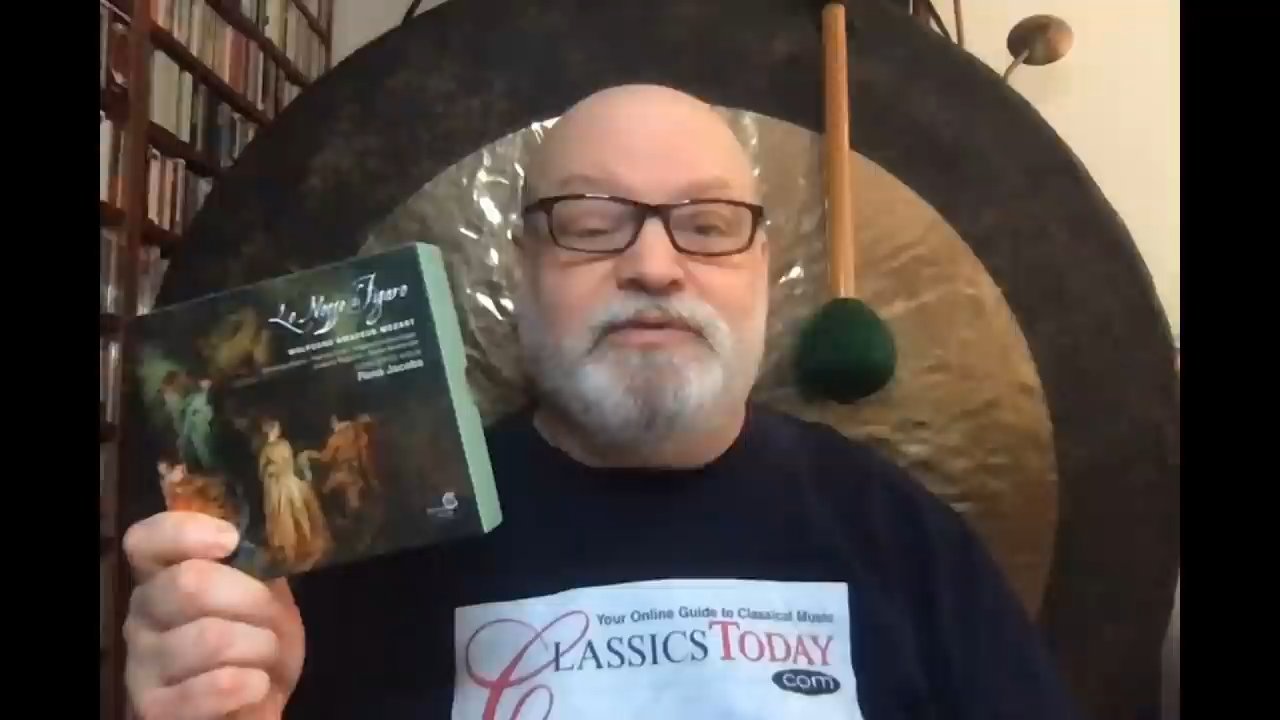 Le Nozze di Figaro
WOLFGANG AMADEUS MOZART
René Jacobs
Your Online Guide to Classical Music
CLASSICSTODAY
com